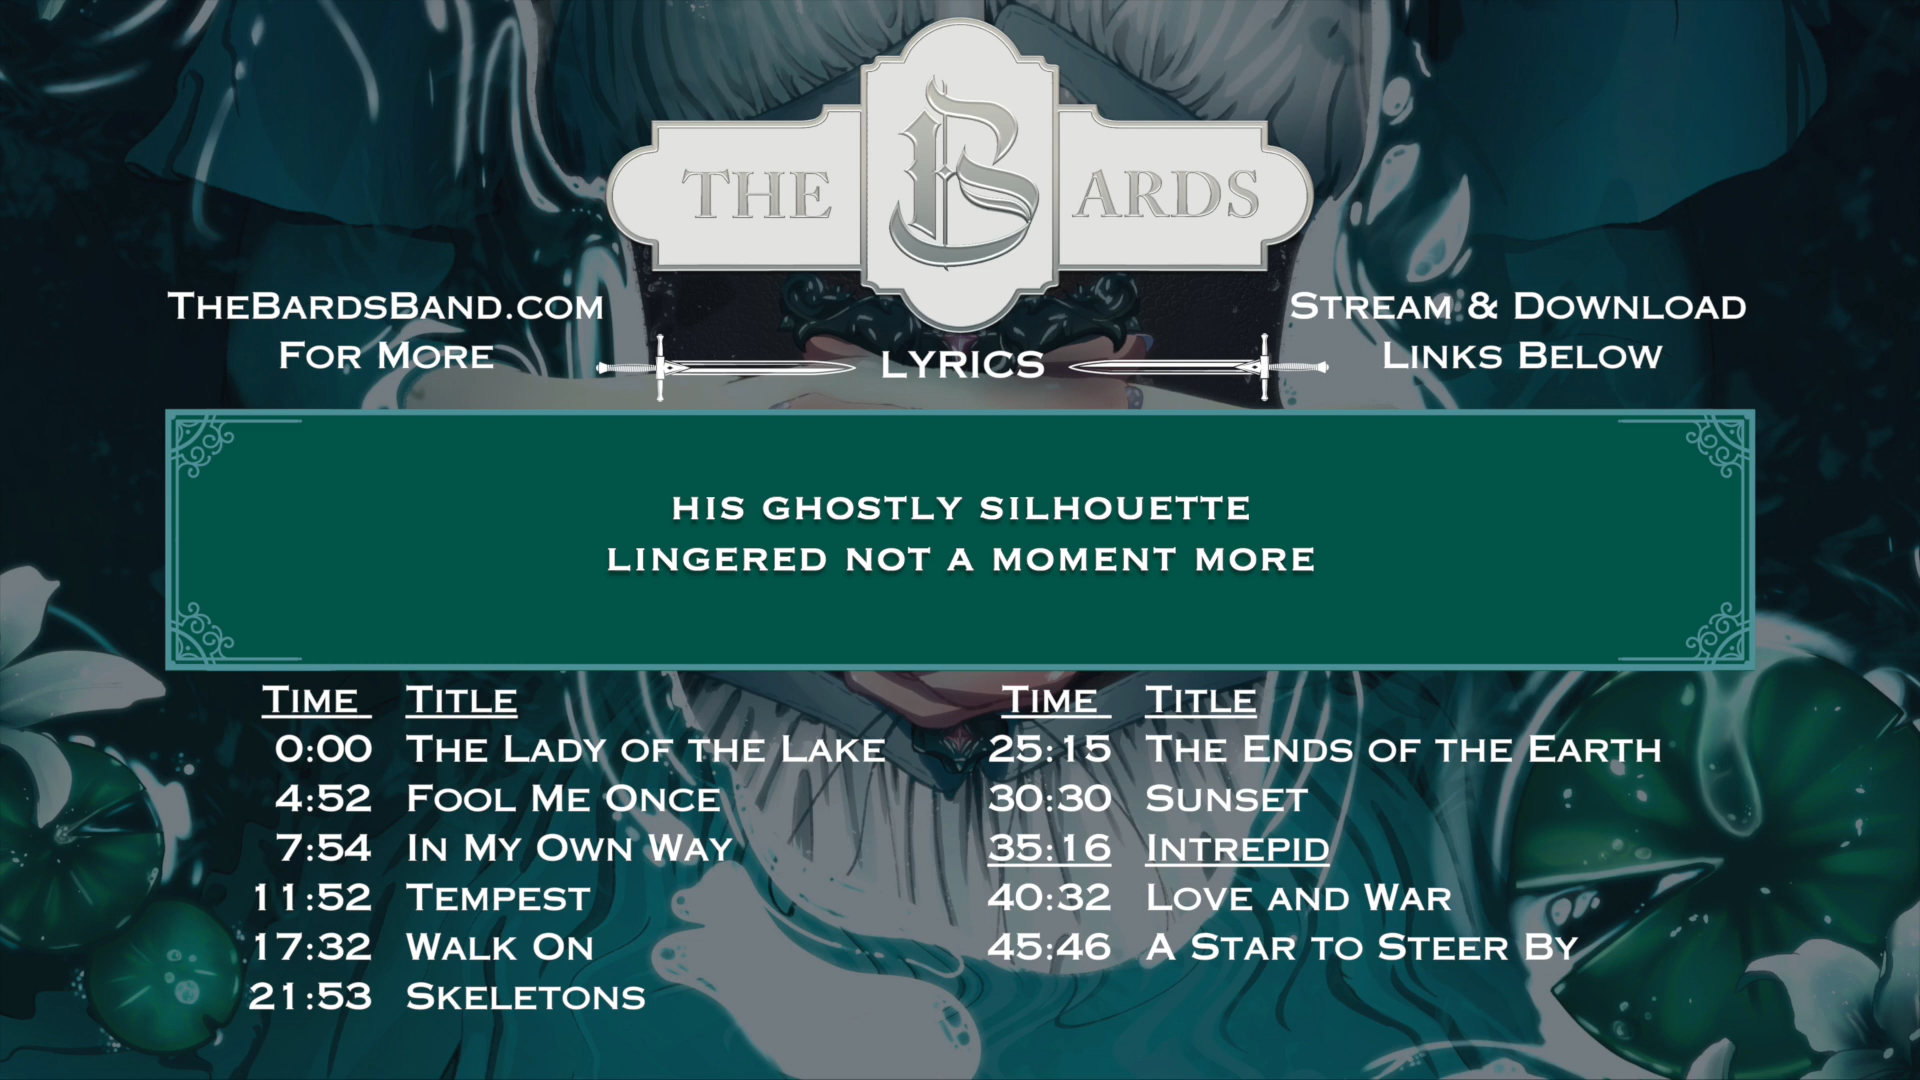 THE BARDS
THEBARDSBAND.COM
FOR MORE
STREAM & DOWNLOAD
LINKS BELOW
LYRICS
HIS GHOSTLY SILHOUETTE
LINGERED NOT A MOMENT MORE
TIME TITLE
0:00 THE LADY OF THE LAKE
4:52 FOOL ME ONCE
7:54 IN MY OWN WAY
11:52 TEMPEST
17:32 WALK ON
21:53 SKELETONS
TIME TITLE
25:15 THE ENDS OF THE EARTH
30:30 SUNSET
35:16 INTREPID
40:32 LOVE AND WAR
45:46 A STAR TO STEER BY